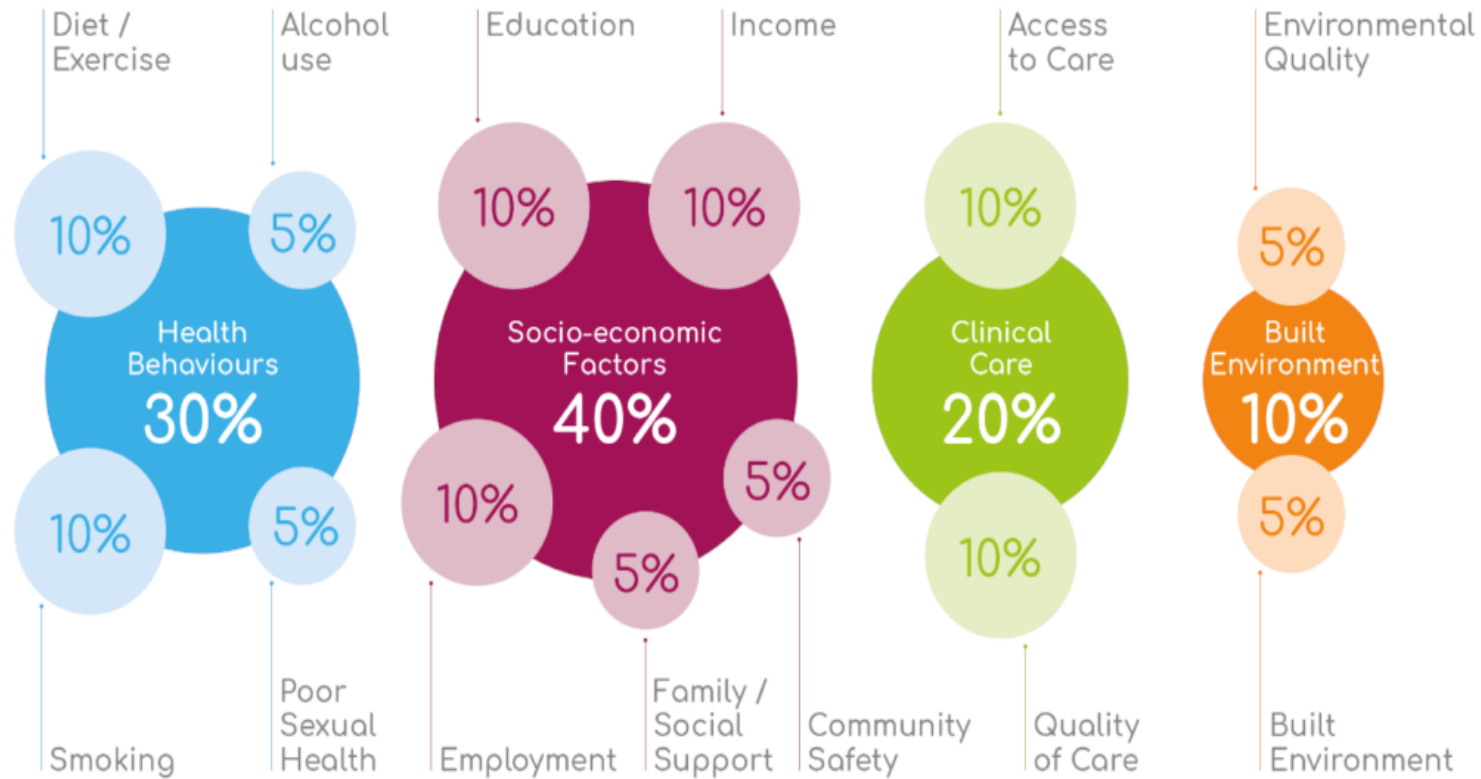 Diet /
Exercise
Alcohol
use
Education
Income
Access
to Care
Environmental
Quality
10%
5%
10%
10%
10%
5%
Health
Behaviours
30%
Socio-economic
Factors
40%
Clinical
Care
20%
Built
Environment
10%
10%
5%
10%
5%
5%
10%
5%
Smoking
Poor
Sexual
Health
Employment
Family /
Social
Support
Community
Safety
Quality
of Care
Built
Environment